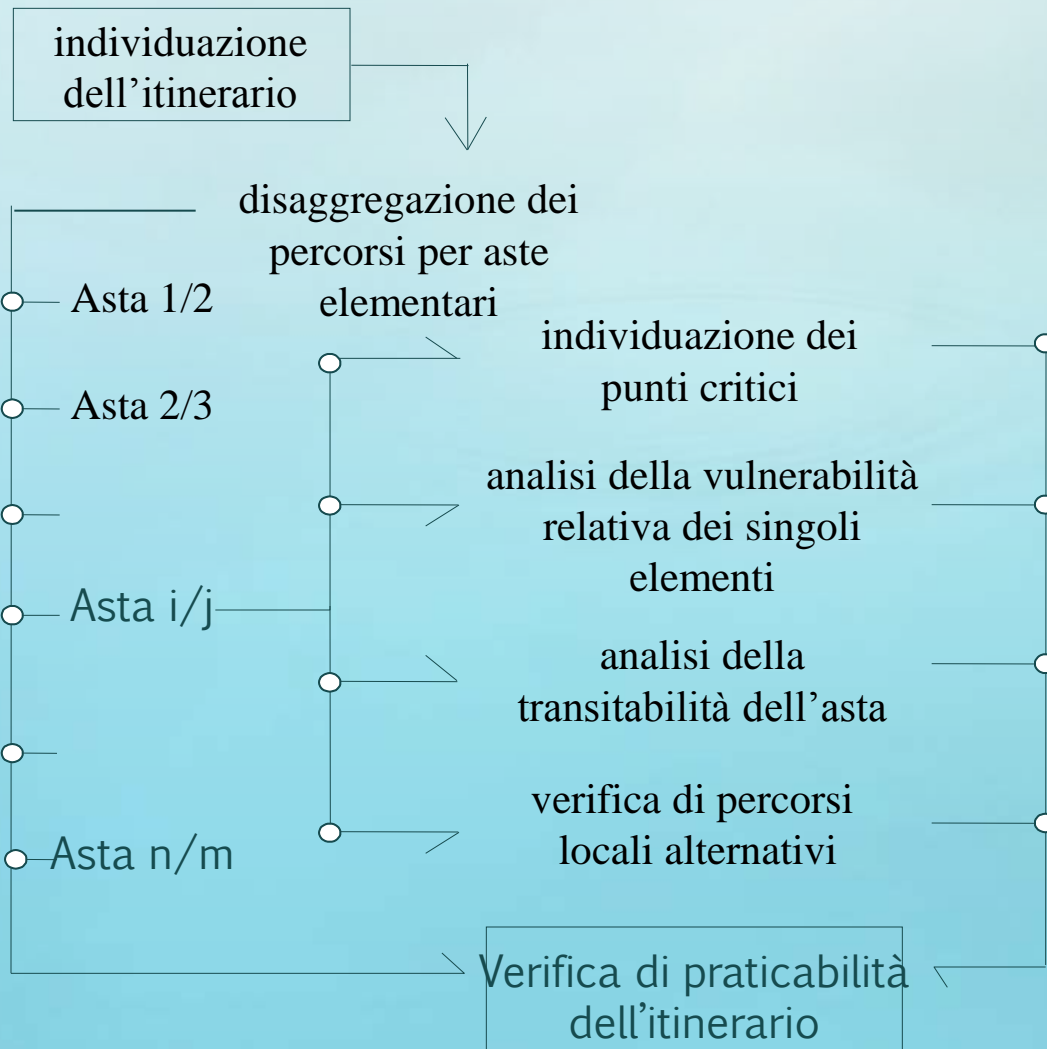 individuazione
dell’itinerario
disaggregazione dei
percorsi per aste
elementari
Asta 1/2
Asta 2/3
Asta i/j
Asta n/m
individuazione dei
punti critici
analisi della vulnerabilità
relativa dei singoli
elementi
analisi della
transitabilità dell’asta
verifica di percorsi
locali alternativi
Verifica di praticabilità
dell’itinerario